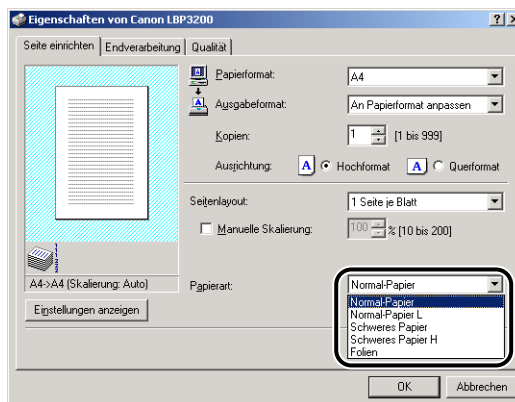 Eigenschaften von Canon LBP3200
Seite einrichten Endverarbeitung Qualität
Papierformat: A4
Ausgabeformat: An Papierformat anpassen
Kopien: 1 [1 bis 999]
Ausrichtung: A Hochformat A Querformat
Seitenlayout: 1 Seite je Blatt
Manuelle Skalierung: 100 % [10 bis 200]
A4->A4 (Skalierung: Auto)
Papierart: Normal-Papier
Normal-Papier
Normal-Papier L
Schweres Papier
Schweres Papier H
Folien
Einstellungen anzeigen
OK Abbrechen